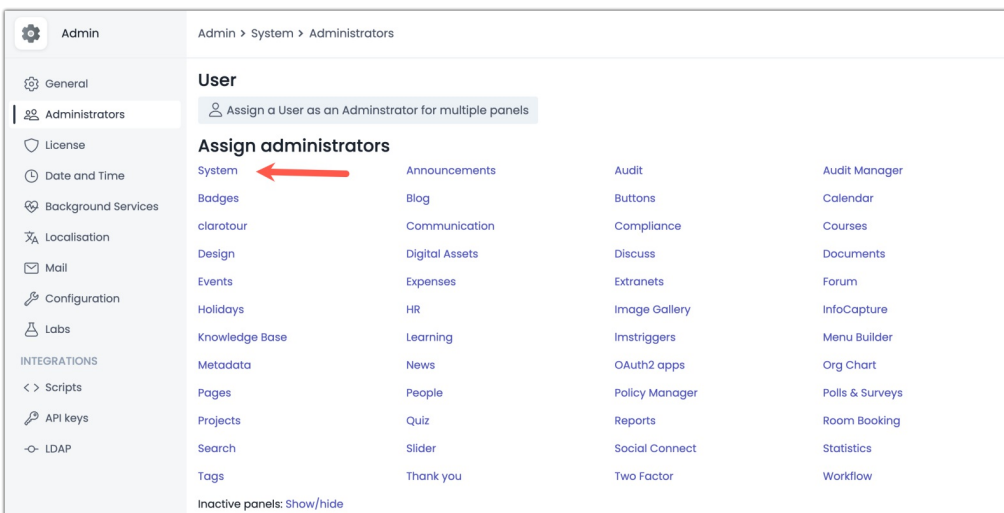 Admin
Admin > System > Administrators
General
Administrators
License
Date and Time
Background Services
Localisation
Mail
Configuration
Labs
INTEGRATIONS
Scripts
API keys
LDAP
User
Assign a User as an Adminstrator for multiple panels
Assign administrators
System Announcements Audit Audit Manager
Badges Blog Buttons Calendar
clarotour Communication Compliance Courses
Design Digital Assets Discuss Documents
Events Expenses Extranets Forum
Holidays HR Image Gallery InfoCapture
Knowledge Base Learning lmstriggers Menu Builder
Metadata News OAuth2 apps Org Chart
Pages People Policy Manager Polls & Surveys
Projects Quiz Reports Room Booking
Search Slider Social Connect Statistics
Tags Thank you Two Factor Workflow
Inactive panels: Show/hide